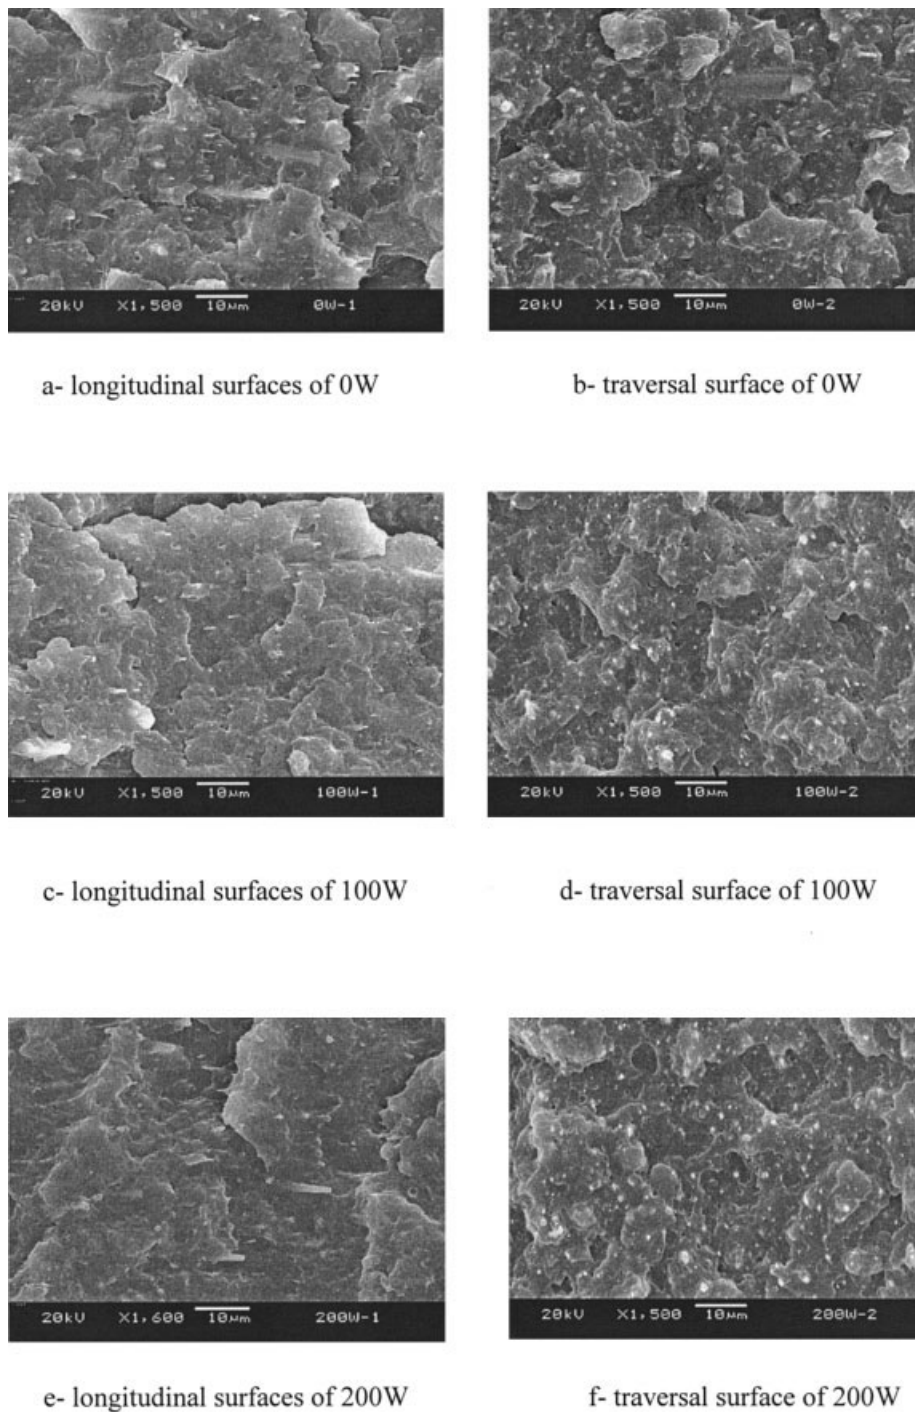 20kV X1,500 10µm 0W-1
20kV X1,500 10µm 0W-2
a- longitudinal surfaces of 0W
b- traversal surface of 0W
20kV X1,500 10µm 100W-1
20kV X1,500 10µm 100W-2
c- longitudinal surfaces of 100W
d- traversal surface of 100W
20kV X1,600 10µm 200W-1
20kV X1,500 10µm 200W-2
e- longitudinal surfaces of 200W
f- traversal surface of 200W